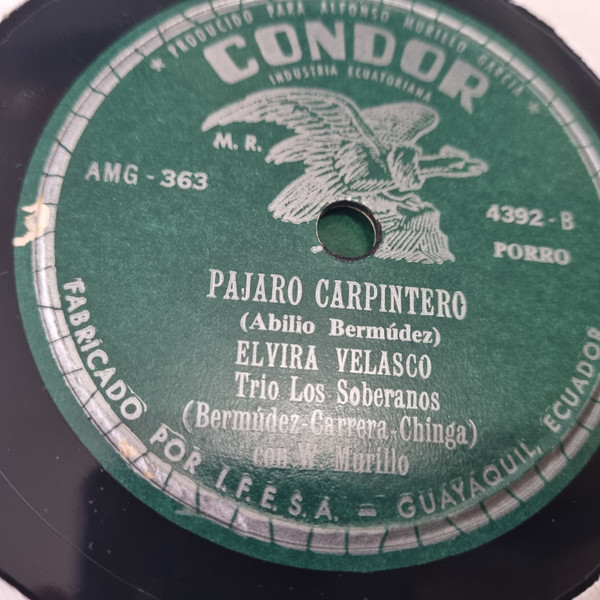 ★ PRODUCIDO PARA ALFONSO MURILLO GARCIA ★
CONDOR
INDUSTRIA ECUATORIANA
M. R.
AMG - 363
4392 - B
PORRO
PAJARO CARPINTERO
(Abilio Bermúdez)
ELVIRA VELASCO
Trio Los Soberanos
(Bermúdez-Carrera-Chinga)
con W. Murillo
FABRICADO POR I.F.E.S.A. = GUAYAQUIL, ECUADOR